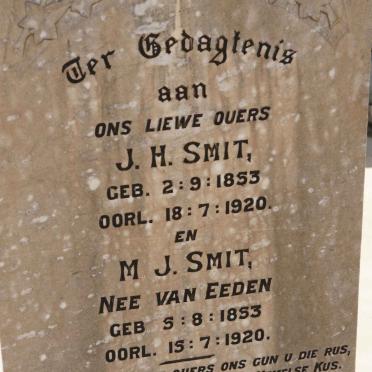 Ter Gedagtenis
aan
ONS LIEWE OUERS
J. H. SMIT,
GEB. 2:9:1853
OORL. 18:7:1920.
EN
M J. SMIT,
NEE VAN EEDEN
GEB 5:8:1853
OORL. 15:7:1920.
OUERS ONS GUN U DIE RUS,
KUS.